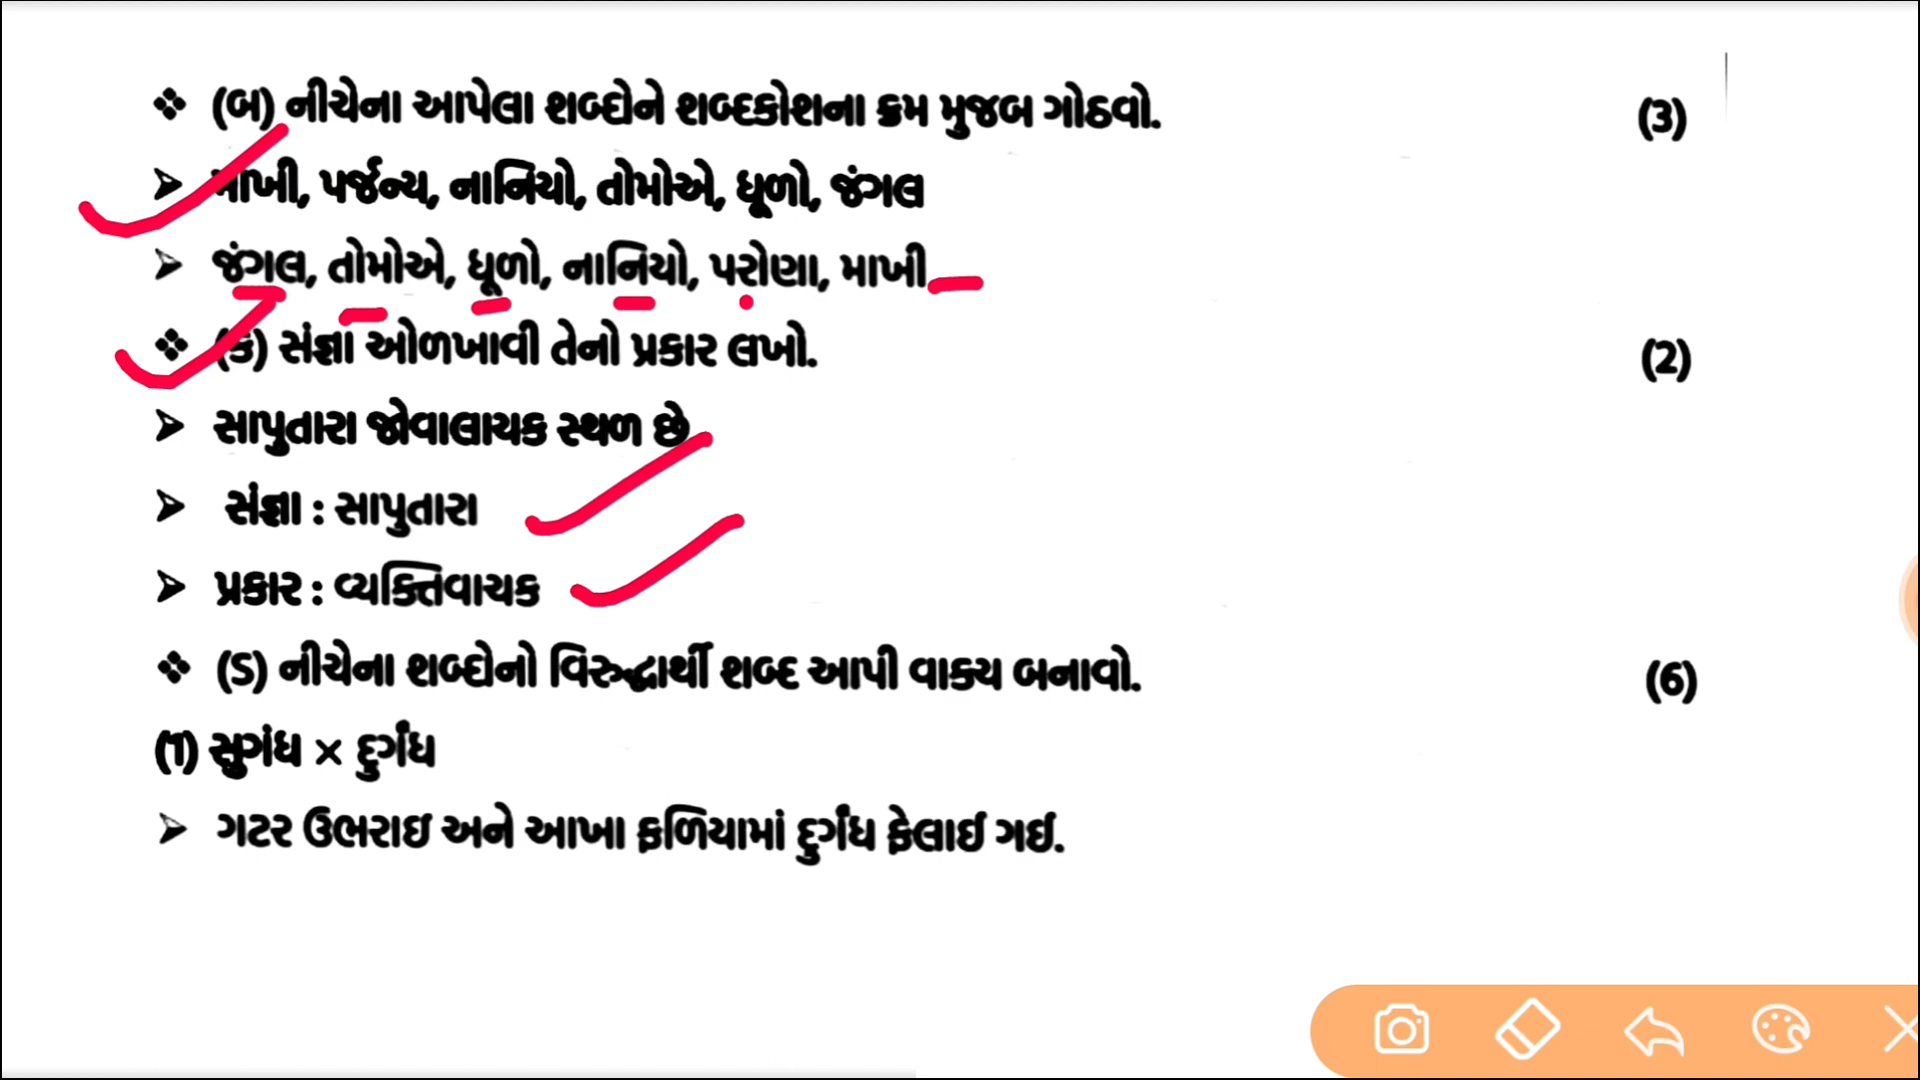 ❖ (બ) નીચેના આપેલા શબ્દોને શબ્દકોશના ક્રમ મુજબ ગોઠવો. (3)
➢ માખી, પર્જન્ય, નાનિયો, તોમોએ, ધૂળો, જંગલ
➢ જંગલ, તોમોએ, ધૂળો, નાનિયો, પરોણા, માખી
❖ (ક) સંજ્ઞા ઓળખાવી તેનો પ્રકાર લખો. (2)
➢ સાપુતારા જોવાલાયક સ્થળ છે
➢ સંજ્ઞા : સાપુતારા
➢ પ્રકાર : વ્યક્તિવાચક
❖ (ડ) નીચેના શબ્દોનો વિરુદ્ધાર્થી શબ્દ આપી વાક્ય બનાવો. (6)
(1) સુગંધ × દુર્ગંધ
➢ ગટર ઉભરાઇ અને આખા ફળિયામાં દુર્ગંધ ફેલાઈ ગઈ.